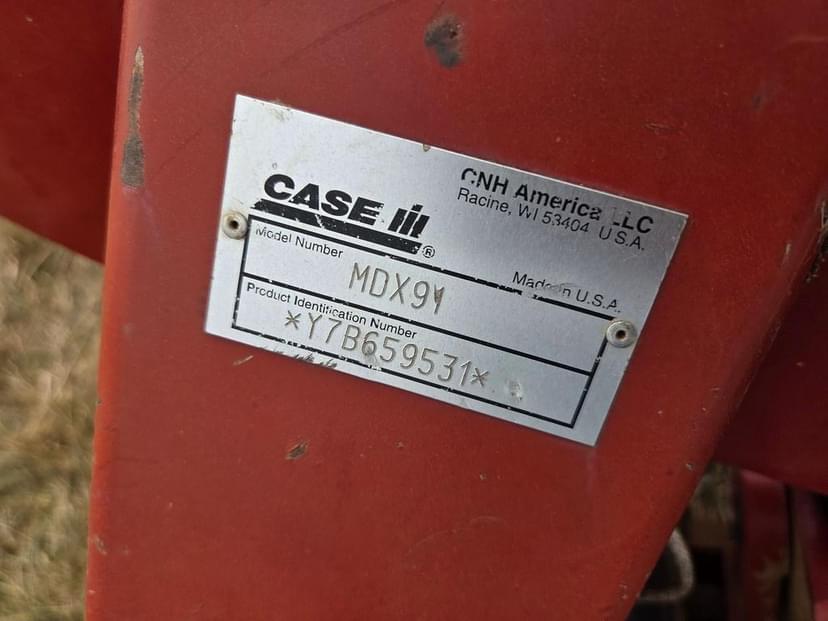 CASE IH®
CNH America LLC
Racine, WI 53404 U.S.A.
Model Number
Made in U.S.A.
MDX91
Product Identification Number
*Y7B659531*